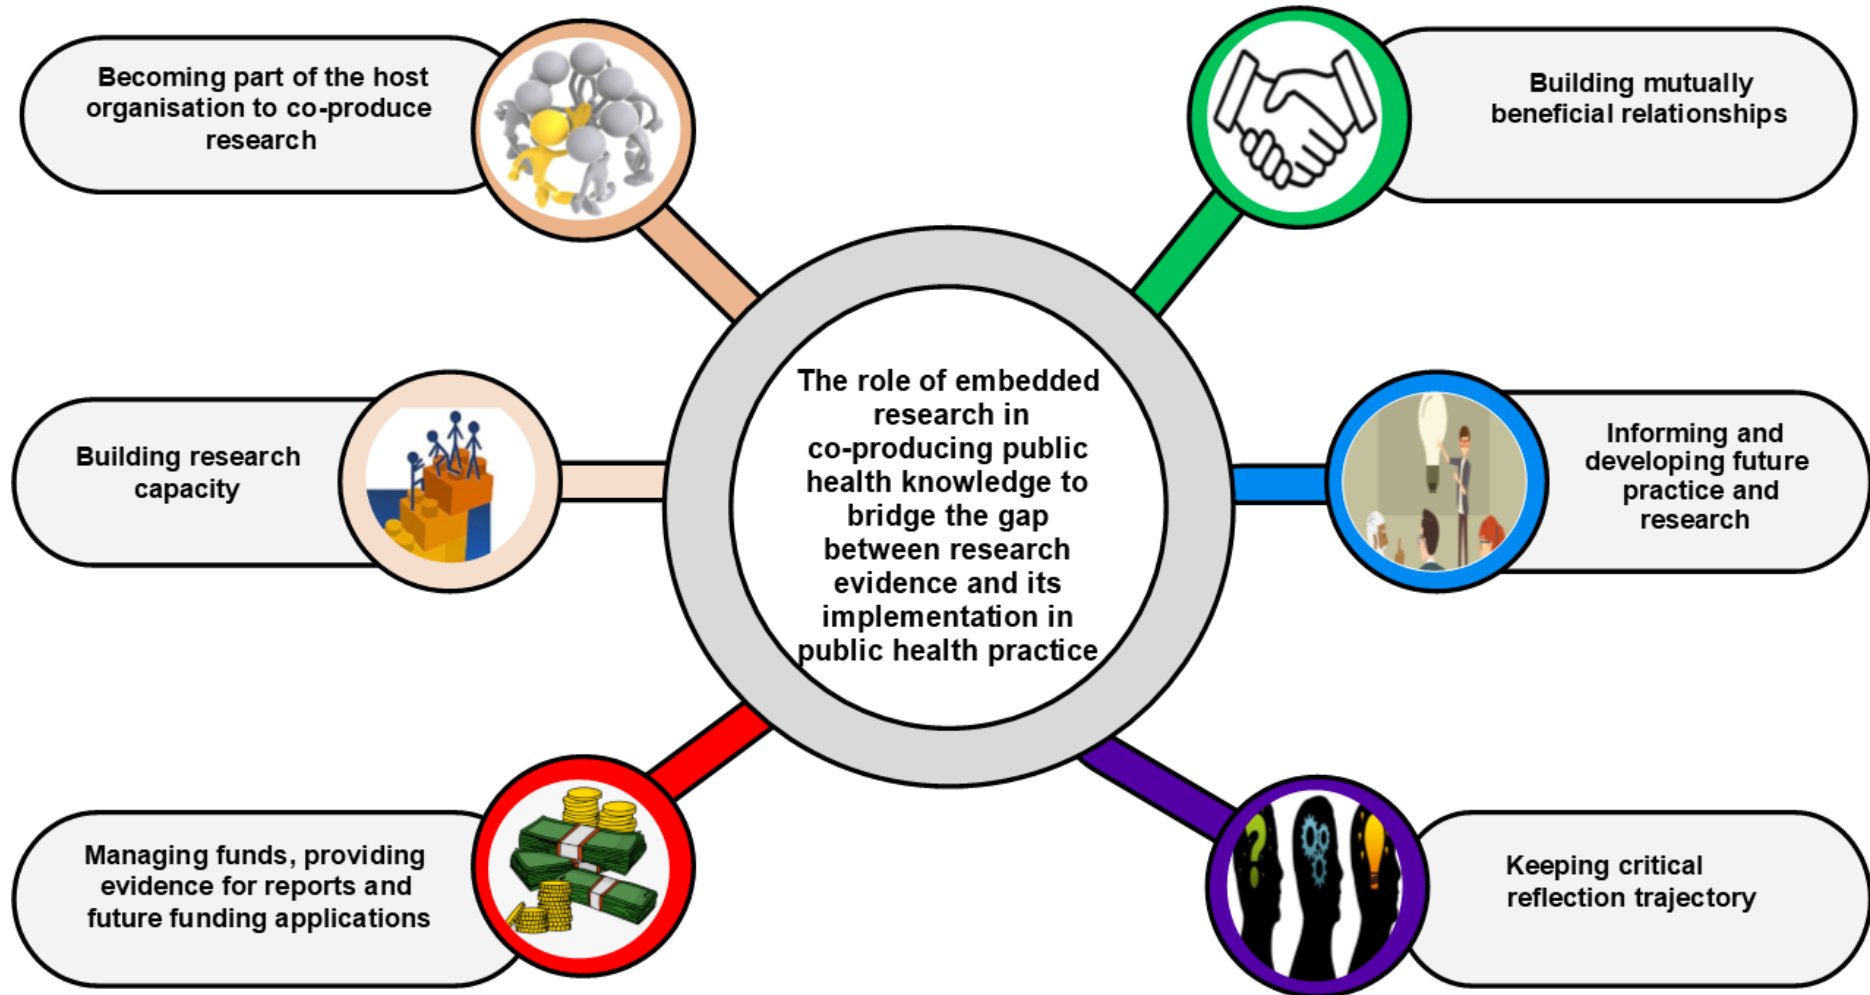 Becoming part of the host
organisation to co-produce
research
Building mutually
beneficial relationships
Building research
capacity
The role of embedded
research in
co-producing public
health knowledge to
bridge the gap
between research
evidence and its
implementation in
public health practice
Informing and
developing future
practice and
research
Managing funds, providing
evidence for reports and
future funding applications
Keeping critical
reflection trajectory